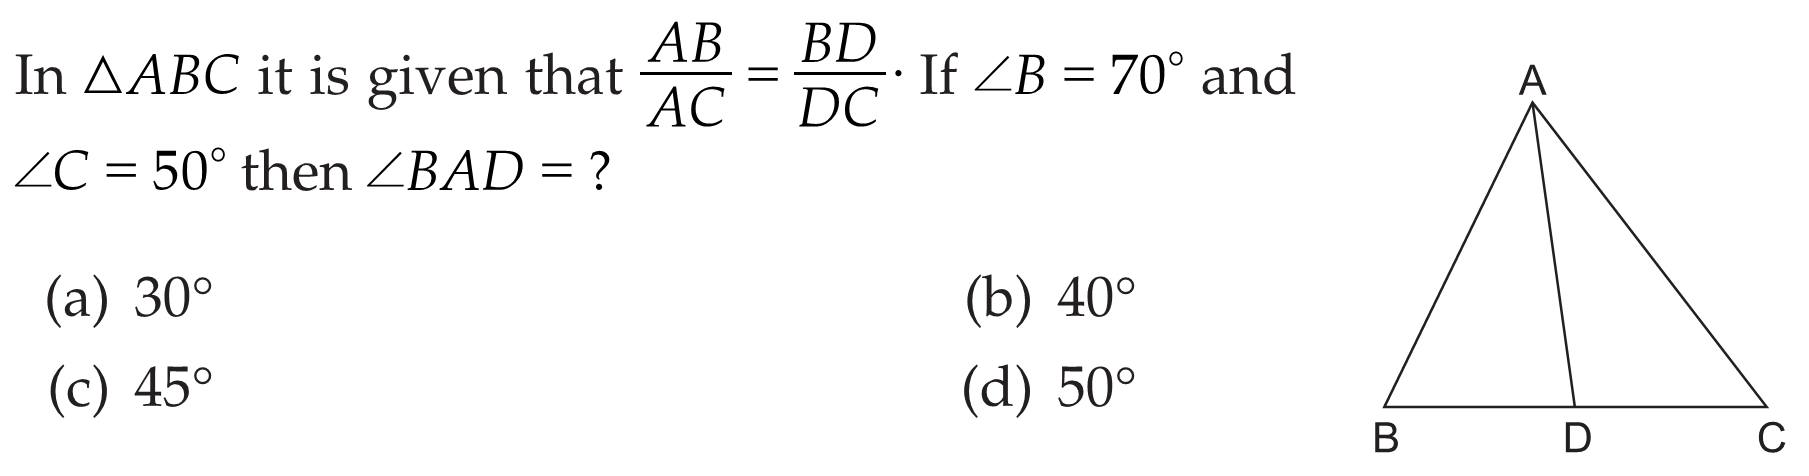 In △ABC it is given that AB/AC = BD/DC. If ∠B = 70° and
∠C = 50° then ∠BAD = ?
(a) 30° (b) 40°
(c) 45° (d) 50°
A
B D C